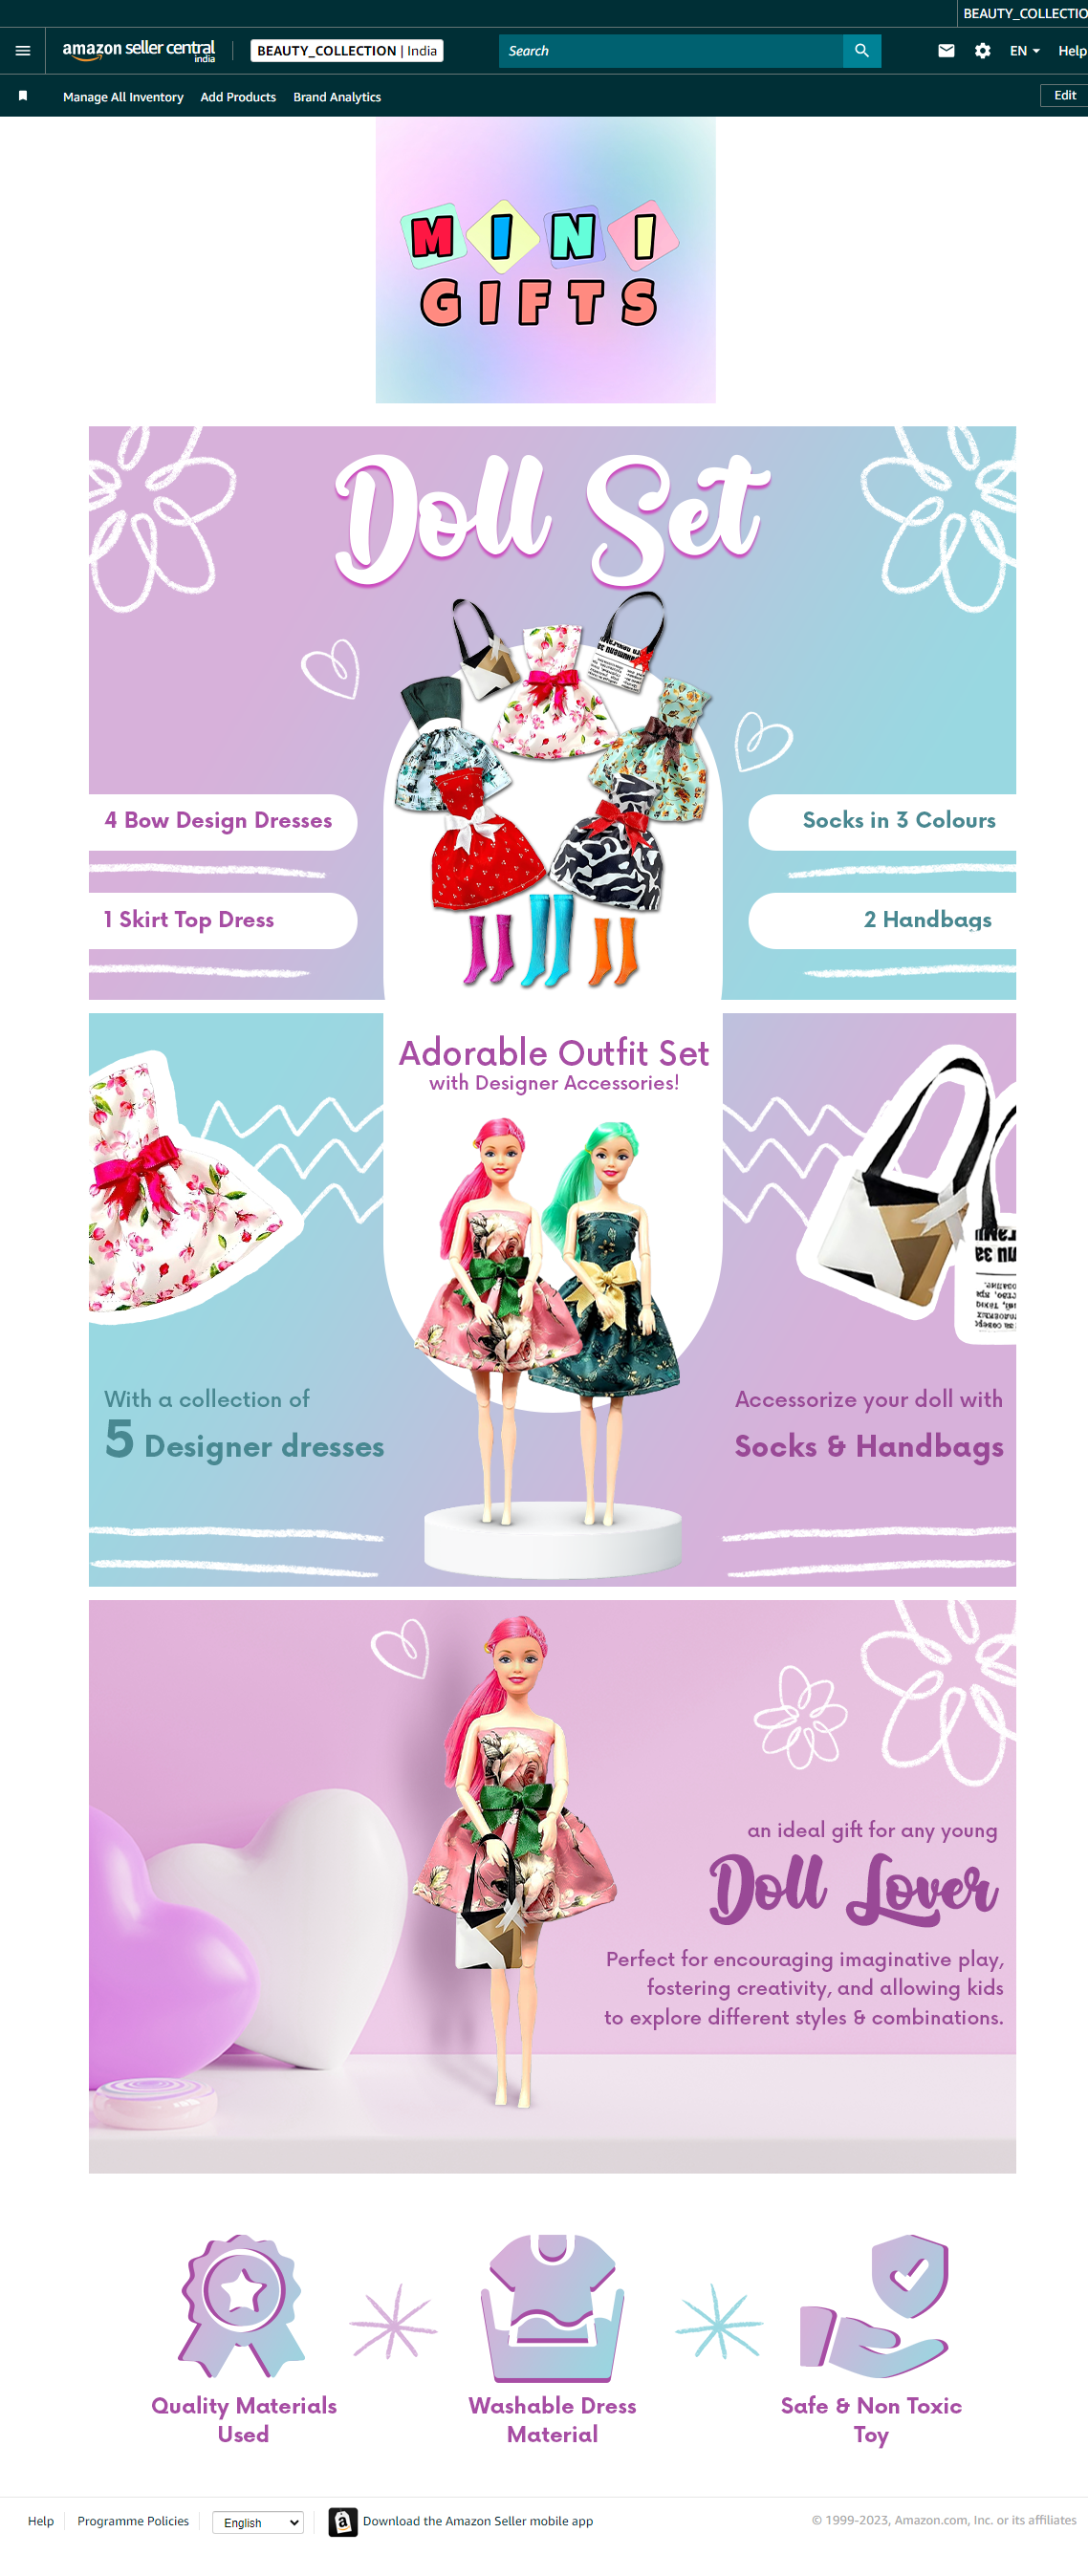 BEAUTY_COLLECTIO
amazon seller central
india
BEAUTY_COLLECTION | India
Search
EN
Help
Manage All Inventory
Add Products
Brand Analytics
Edit
MINI
GIFTS
Doll Set
4 Bow Design Dresses
Socks in 3 Colours
1 Skirt Top Dress
2 Handbags
Adorable Outfit Set
with Designer Accessories!
With a collection of
5 Designer dresses
Accessorize your doll with
Socks & Handbags
an ideal gift for any young
Doll Lover
Perfect for encouraging imaginative play,
fostering creativity, and allowing kids
to explore different styles & combinations.
Quality Materials
Used
Washable Dress
Material
Safe & Non Toxic
Toy
Help
Programme Policies
English
Download the Amazon Seller mobile app
© 1999-2023, Amazon.com, Inc. or its affiliates